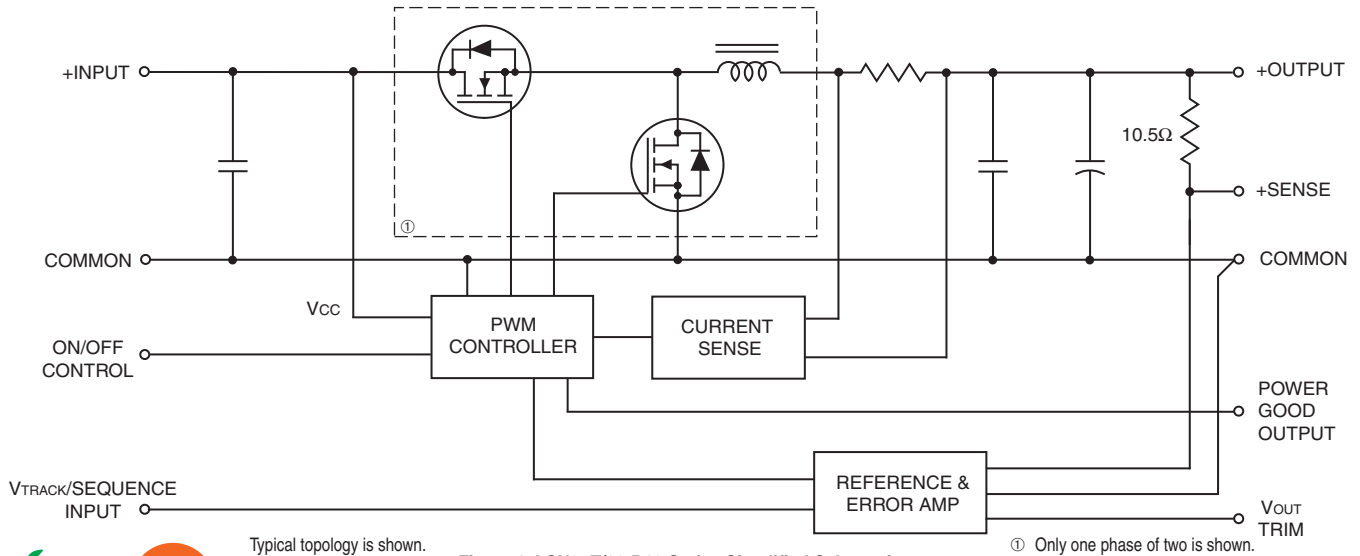 +INPUT
+OUTPUT
10.5Ω
+SENSE
①
COMMON
COMMON
VCC
PWM
CONTROLLER
CURRENT
SENSE
ON/OFF
CONTROL
POWER
GOOD
OUTPUT
REFERENCE &
ERROR AMP
VTRACK/SEQUENCE
INPUT
VOUT
TRIM
Typical topology is shown.
① Only one phase of two is shown.